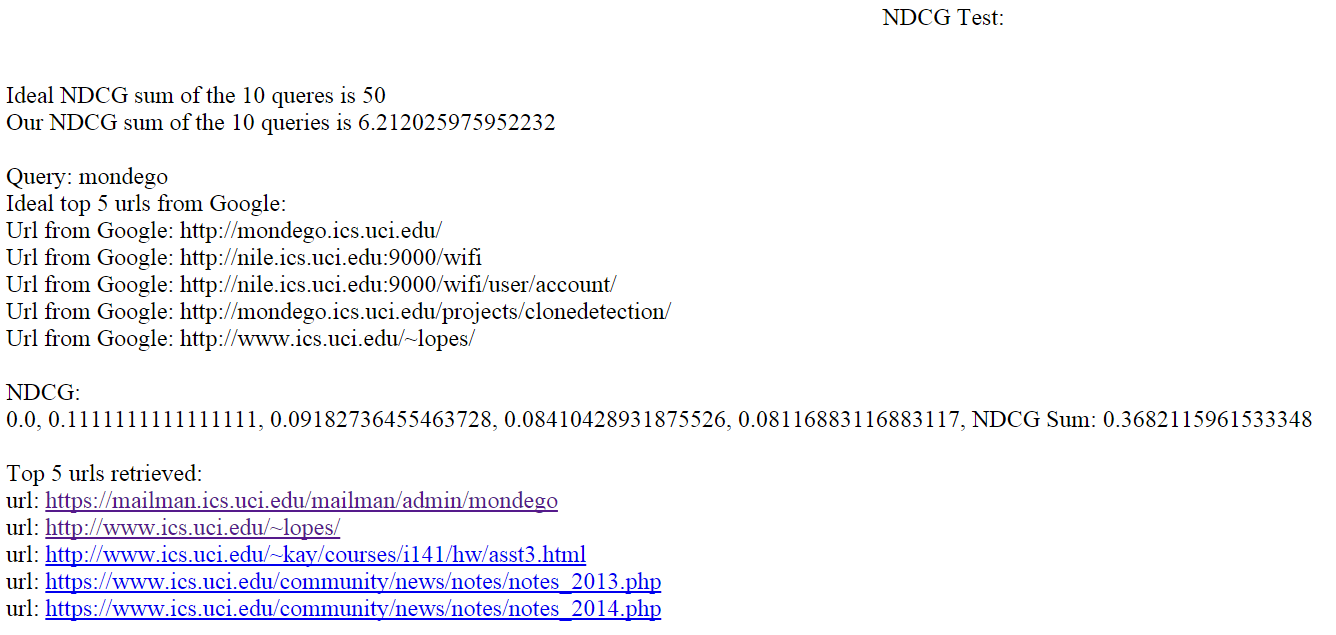 NDCG Test:
Ideal NDCG sum of the 10 queres is 50
Our NDCG sum of the 10 queries is 6.212025975952232
Query: mondego
Ideal top 5 urls from Google:
Url from Google: http://mondego.ics.uci.edu/
Url from Google: http://nile.ics.uci.edu:9000/wifi
Url from Google: http://nile.ics.uci.edu:9000/wifi/user/account/
Url from Google: http://mondego.ics.uci.edu/projects/clonedetection/
Url from Google: http://www.ics.uci.edu/~lopes/
NDCG:
0.0, 0.1111111111111111, 0.09182736455463728, 0.08410428931875526, 0.08116883116883117, NDCG Sum: 0.3682115961533348
Top 5 urls retrieved:
url: https://mailman.ics.uci.edu/mailman/admin/mondego
url: http://www.ics.uci.edu/~lopes/
url: http://www.ics.uci.edu/~kay/courses/i141/hw/asst3.html
url: https://www.ics.uci.edu/community/news/notes/notes_2013.php
url: https://www.ics.uci.edu/community/news/notes/notes_2014.php